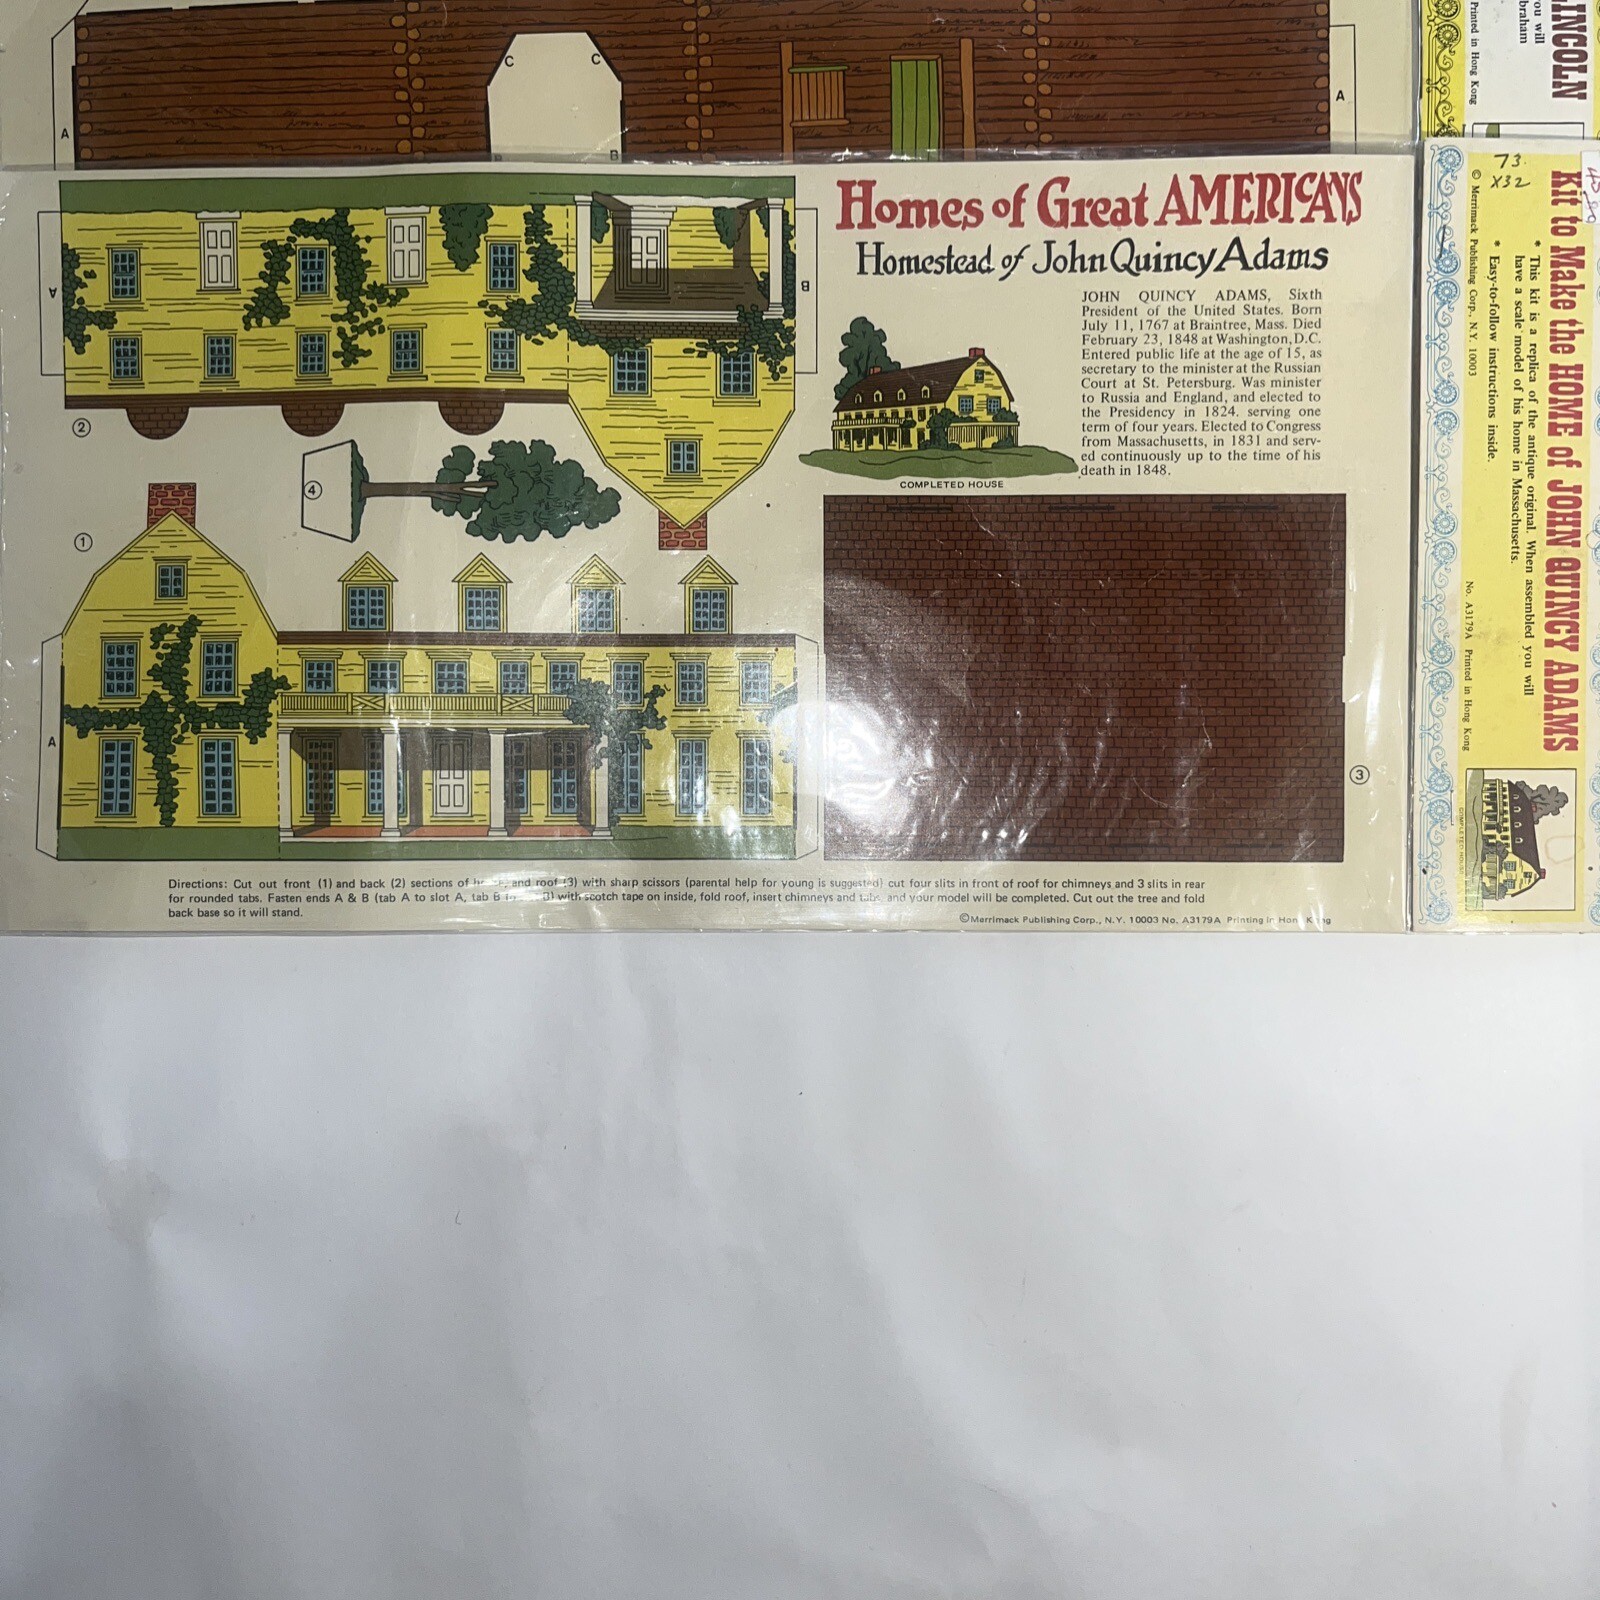 C C
A
B
A
LINCOLN
ou will
braham
Printed in Hong Kong
Homes of Great AMERICANS
Homestead of John Quincy Adams
JOHN QUINCY ADAMS, Sixth
President of the United States. Born
July 11, 1767 at Braintree, Mass. Died
February 23, 1848 at Washington, D.C.
Entered public life at the age of 15, as
secretary to the minister at the Russian
Court at St. Petersburg. Was minister
to Russia and England, and elected to
the Presidency in 1824. serving one
term of four years. Elected to Congress
from Massachusetts, in 1831 and serv-
ed continuously up to the time of his
death in 1848.
COMPLETED HOUSE
A
B
2
4
1
A
3
Directions: Cut out front (1) and back (2) sections of and roof (3) with sharp scissors (parental help for young is suggested) cut four slits in front of roof for chimneys and 3 slits in rear
for rounded tabs. Fasten ends A & B (tab A to slot A, tab B with scotch tape on inside, fold roof, insert chimneys and tabs and your model will be completed. Cut out the tree and fold
back base so it will stand.
©Merrimack Publishing Corp., N.Y. 10003 No. A3179A Printing in Hong Kong
73
X32
Kit to Make the HOME of JOHN QUINCY ADAMS
* This kit is a replica of the antique original. When assembled you will
have a scale model of his home in Massachusetts.
* Easy-to-follow instructions inside.
© Merrimack Publishing Corp., N.Y. 10003
No. A3179A Printed in Hong Kong
COMPLETED HOUSE